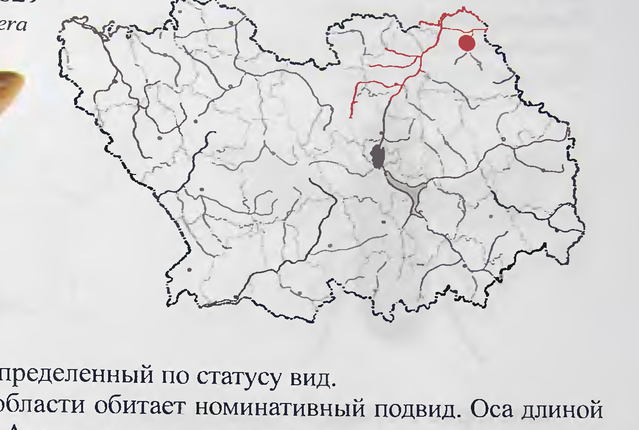 era
пределенный по статусу вид.
области обитает номинативный подвид. Оса длиной